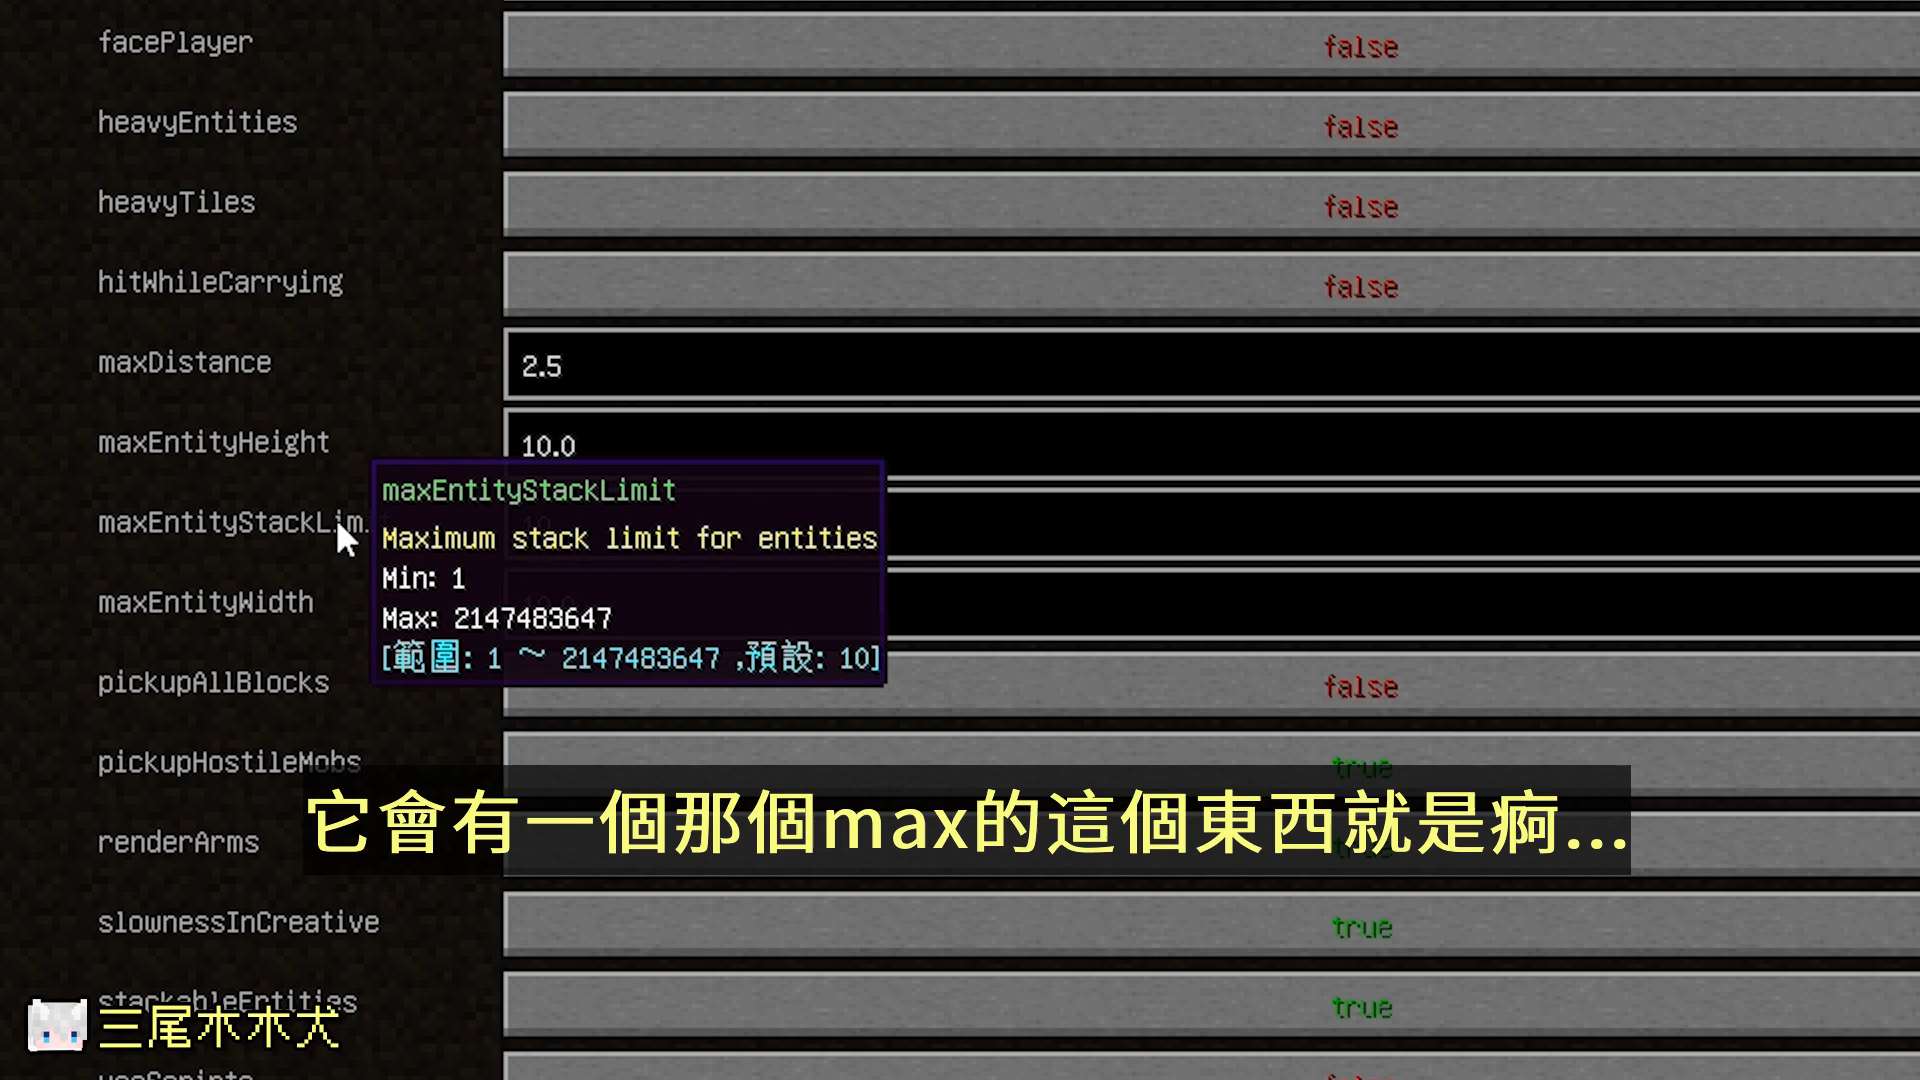 facePlayer false
heavyEntities false
heavyTiles false
hitWhileCarrying false
maxDistance 2.5
maxEntityHeight 10.0
maxEntityStackLim
maxEntityStackLimit
Maximum stack limit for entities
Min: 1
Max: 2147483647
[範圍: 1 ～ 2147483647 ,預設: 10]
maxEntityWidth
pickupAllBlocks false
pickupHostileMobs true
它會有一個那個max的這個東西就是痾...
renderArms true
slownessInCreative true
stackableEntities true
三尾木木犬